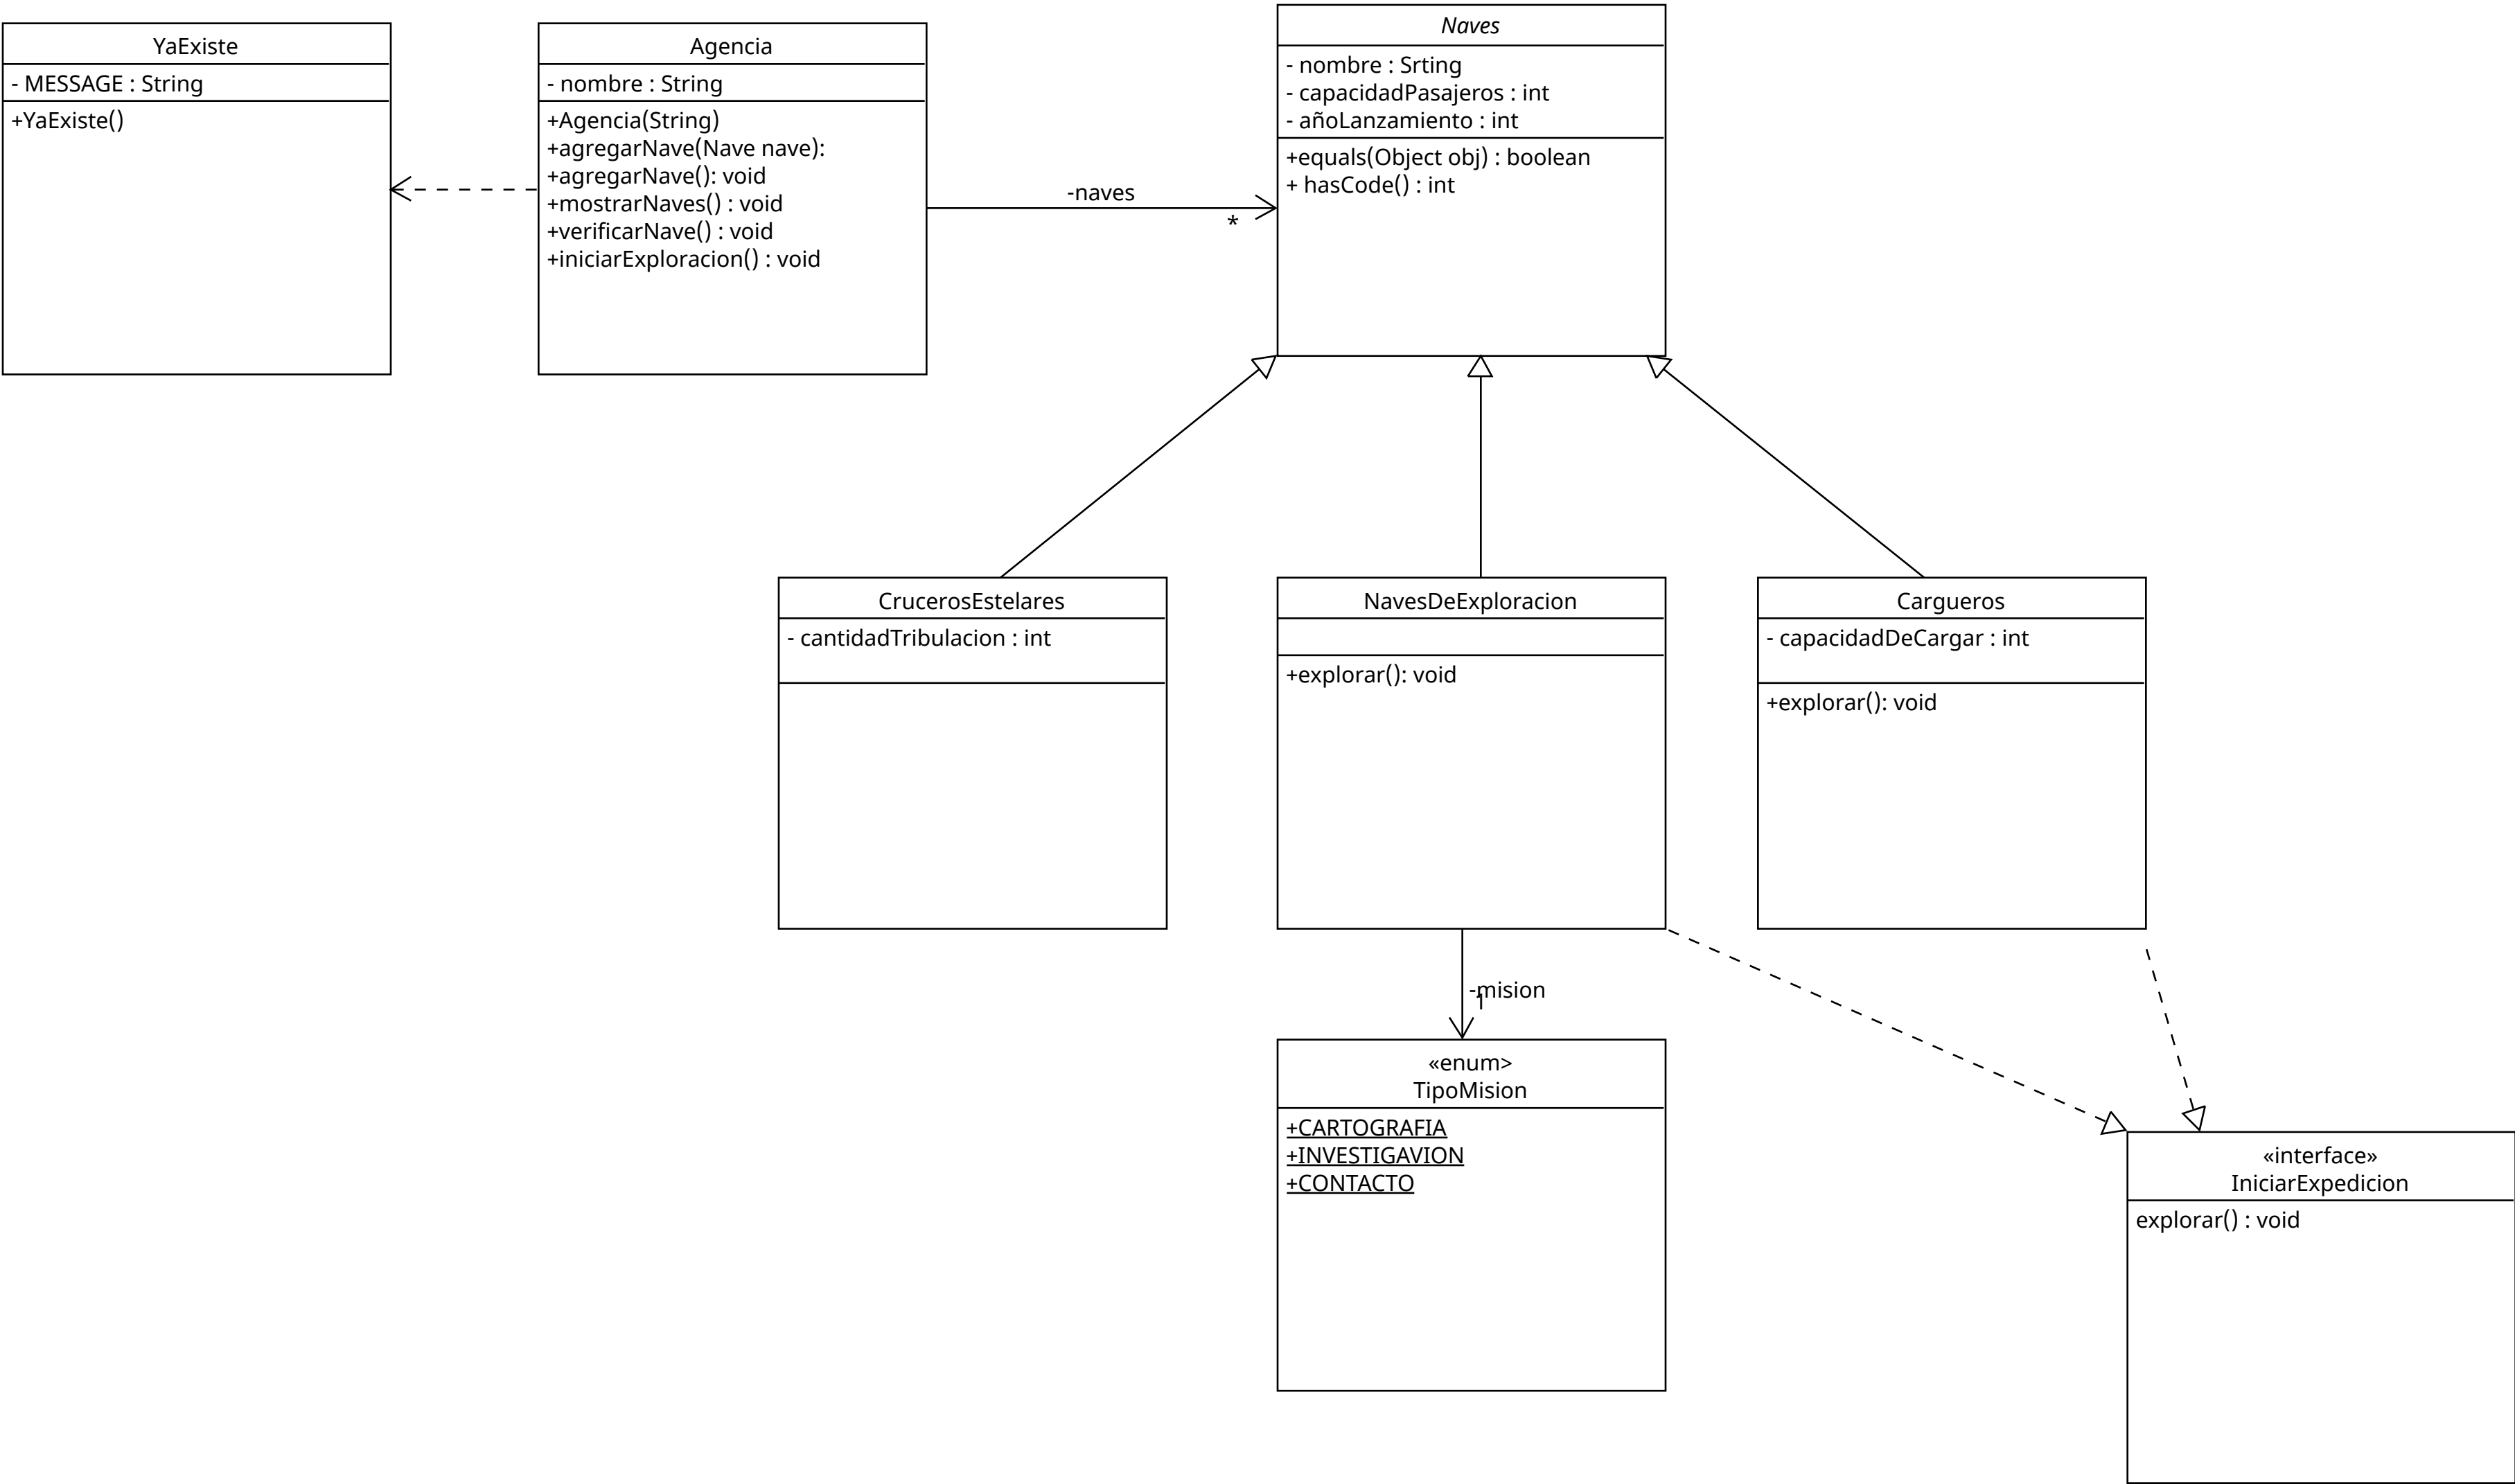 YaExiste
- MESSAGE : String
+YaExiste()
Agencia
- nombre : String
+Agencia(String)
+agregarNave(Nave nave):
+agregarNave(): void
+mostrarNaves() : void
+verificarNave() : void
+iniciarExploracion() : void
-naves
*
Naves
- nombre : Srting
- capacidadPasajeros : int
- añoLanzamiento : int
+equals(Object obj) : boolean
+ hasCode() : int
CrucerosEstelares
- cantidadTribulacion : int
NavesDeExploracion
+explorar(): void
Cargueros
- capacidadDeCargar : int
+explorar(): void
-mision
1
«enum>
TipoMision
+CARTOGRAFIA
+INVESTIGAVION
+CONTACTO
«interface»
IniciarExpedicion
explorar() : void